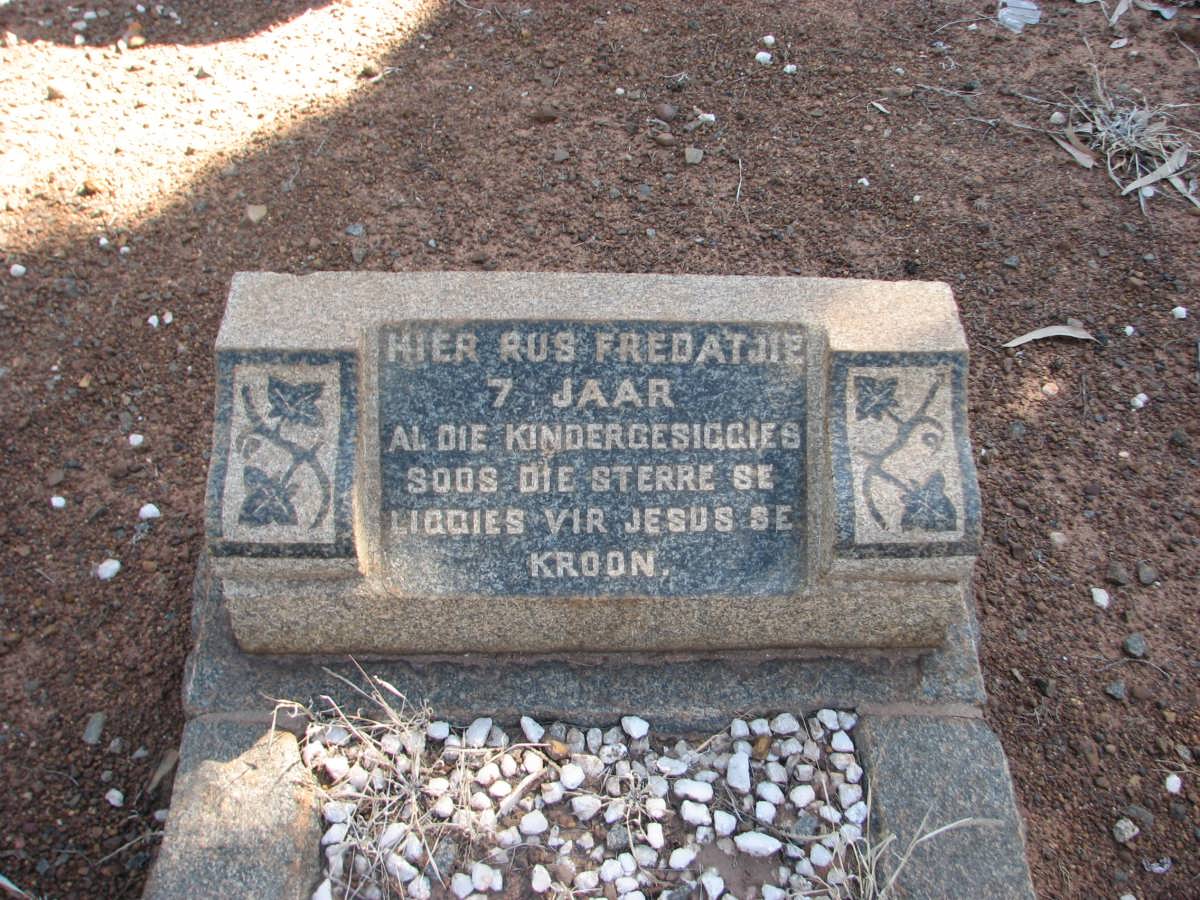 HIER RUS FREDATJIE
7 JAAR
AL DIE KINDERGESIGGIES
SOOS DIE STERRE SE
LIGGIES VIR JESUS SE
KROON.